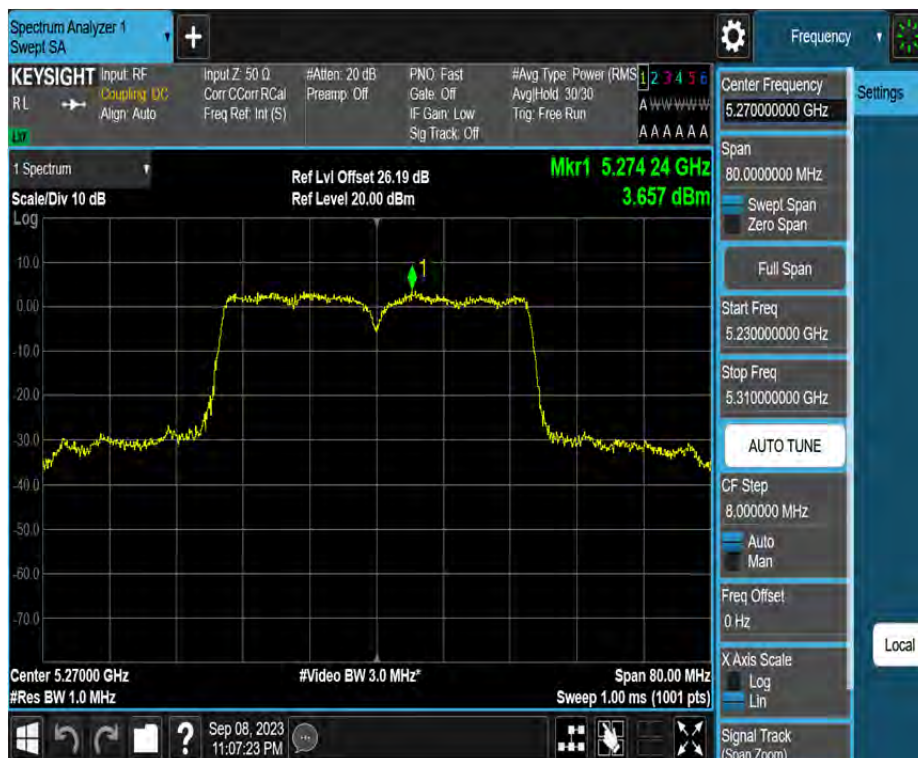 Spectrum Analyzer 1
Swept SA
+
Frequency
KEYSIGHT
RL
LXI
Input: RF
Coupling: DC
Align: Auto
Input Z: 50 Ω
Corr CCorr RCal
Freq Ref: Int (S)
#Atten: 20 dB
Preamp: Off
PNO: Fast
Gate: Off
IF Gain: Low
Sig Track: Off
#Avg Type: Power (RMS
Avg|Hold: 30/30
Trig: Free Run
1 2 3 4 5 6
A W W W W W
A A A A A A
1 Spectrum
Scale/Div 10 dB
Log
Ref Lvl Offset 26.19 dB
Ref Level 20.00 dBm
Mkr1 5.274 24 GHz
3.657 dBm
1
10.0
0.00
-10.0
-20.0
-30.0
-40.0
-50.0
-60.0
-70.0
Center 5.27000 GHz
#Res BW 1.0 MHz
#Video BW 3.0 MHz*
Span 80.00 MHz
Sweep 1.00 ms (1001 pts)
?
Sep 08, 2023
11:07:23 PM
Center Frequency
5.270000000 GHz
Span
80.0000000 MHz
Swept Span
Zero Span
Full Span
Start Freq
5.230000000 GHz
Stop Freq
5.310000000 GHz
AUTO TUNE
CF Step
8.000000 MHz
Auto
Man
Freq Offset
0 Hz
X Axis Scale
Log
Lin
Signal Track
(Span Zoom)
Settings
Local